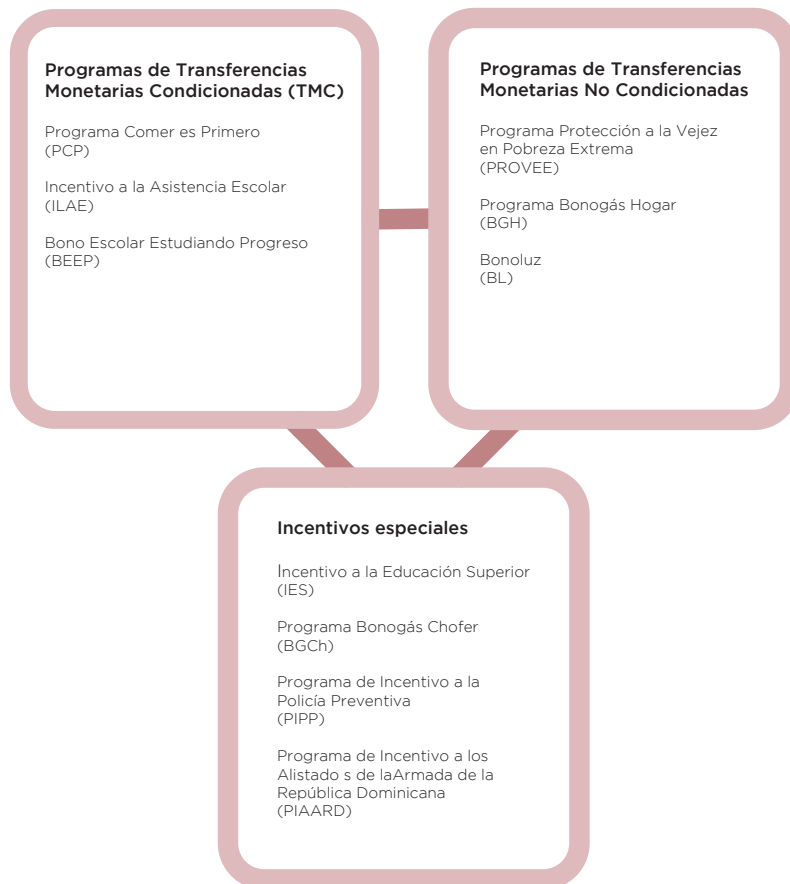 Programas de Transferencias
Monetarias Condicionadas (TMC)
Programa Comer es Primero
(PCP)
Incentivo a la Asistencia Escolar
(ILAE)
Bono Escolar Estudiando Progreso
(BEEP)
Programas de Transferencias
Monetarias No Condicionadas
Programa Protección a la Vejez
en Pobreza Extrema
(PROVEE)
Programa Bonogás Hogar
(BGH)
Bonoluz
(BL)
Incentivos especiales
Incentivo a la Educación Superior
(IES)
Programa Bonogás Chofer
(BGCh)
Programa de Incentivo a la
Policía Preventiva
(PIPP)
Programa de Incentivo a los
Alistado s de laArmada de la
República Dominicana
(PIAARD)